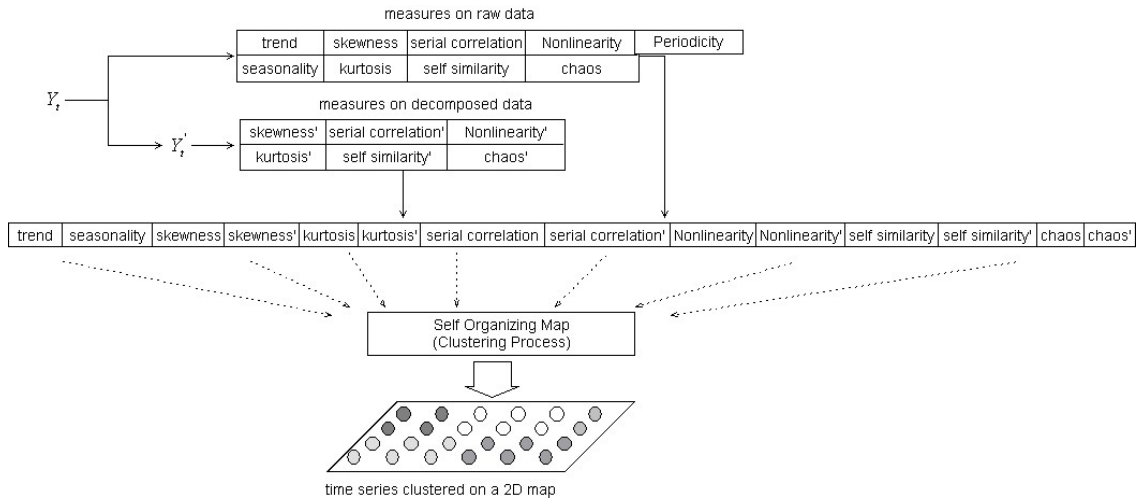 measures on raw data
trend skewness serial correlation Nonlinearity Periodicity
seasonality kurtosis self similarity chaos
Y_t
measures on decomposed data
Y_t'
skewness' serial correlation' Nonlinearity'
kurtosis' self similarity' chaos'
trend seasonality skewness skewness' kurtosis kurtosis' serial correlation serial correlation' Nonlinearity Nonlinearity' self similarity self similarity' chaos chaos'
Self Organizing Map
(Clustering Process)
time series clustered on a 2D map